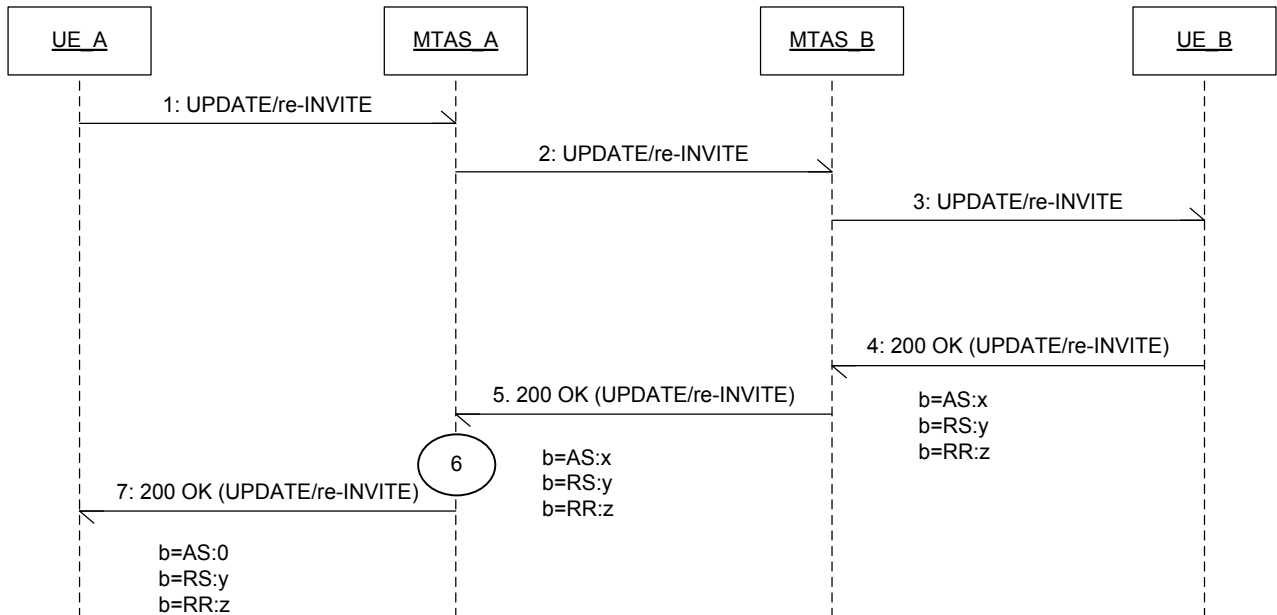 UE_A
MTAS_A
MTAS_B
UE_B
1: UPDATE/re-INVITE
2: UPDATE/re-INVITE
3: UPDATE/re-INVITE
4: 200 OK (UPDATE/re-INVITE)
b=AS:x
b=RS:y
b=RR:z
5. 200 OK (UPDATE/re-INVITE)
b=AS:x
b=RS:y
b=RR:z
6
7: 200 OK (UPDATE/re-INVITE)
b=AS:0
b=RS:y
b=RR:z